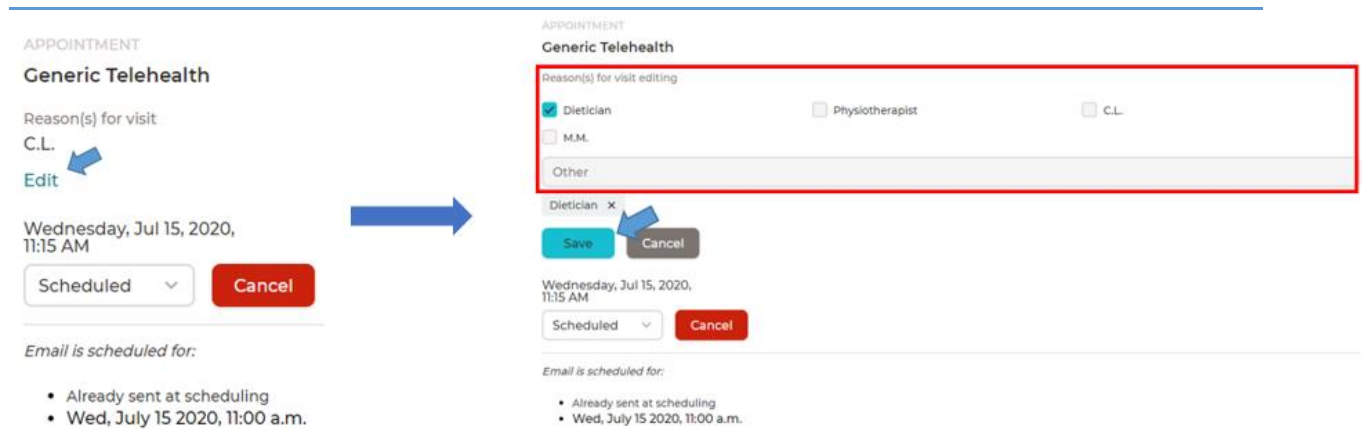 APPOINTMENT
Generic Telehealth
Reason(s) for visit
C.L.
Edit
Wednesday, Jul 15, 2020,
11:15 AM
Scheduled Cancel
Email is scheduled for:
• Already sent at scheduling
• Wed, July 15 2020, 11:00 a.m.
APPOINTMENT
Generic Telehealth
Reason(s) for visit editing
Dietician Physiotherapist C.L.
M.M.
Other
Dietician ×
Save Cancel
Wednesday, Jul 15, 2020,
11:15 AM
Scheduled Cancel
Email is scheduled for:
• Already sent at scheduling
• Wed, July 15 2020, 11:00 a.m.